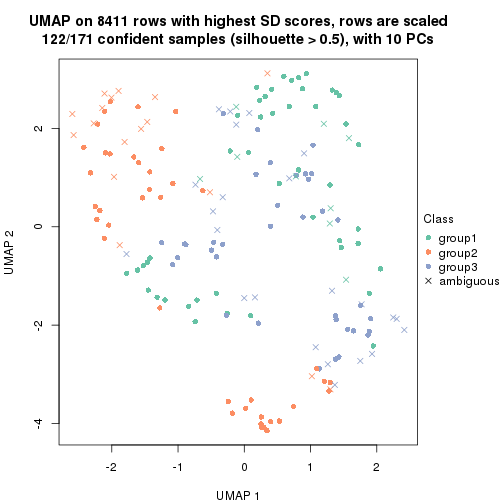 UMAP on 8411 rows with highest SD scores, rows are scaled
122/171 confident samples (silhouette > 0.5), with 10 PCs
2
0
-2
-4
UMAP 2
-2
-1
0
1
2
UMAP 1
Class
group1
group2
group3
ambiguous